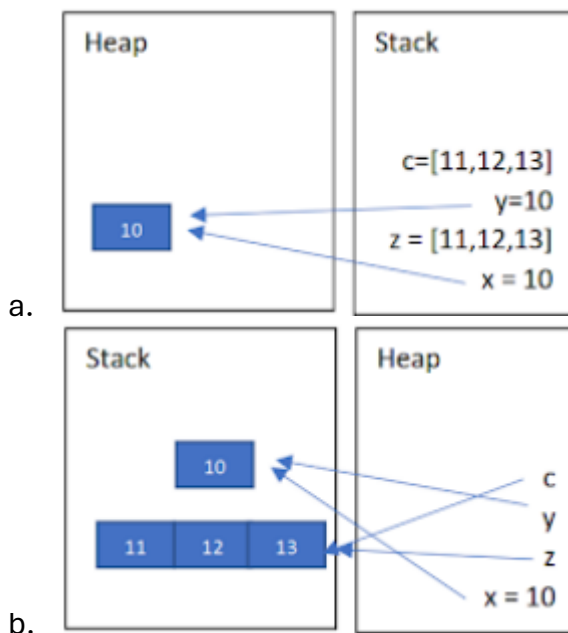 Heap
Stack
c=[11,12,13]
y=10
10
z = [11,12,13]
x = 10
a.
Stack
Heap
10
c
y
11 12 13
z
x = 10
b.